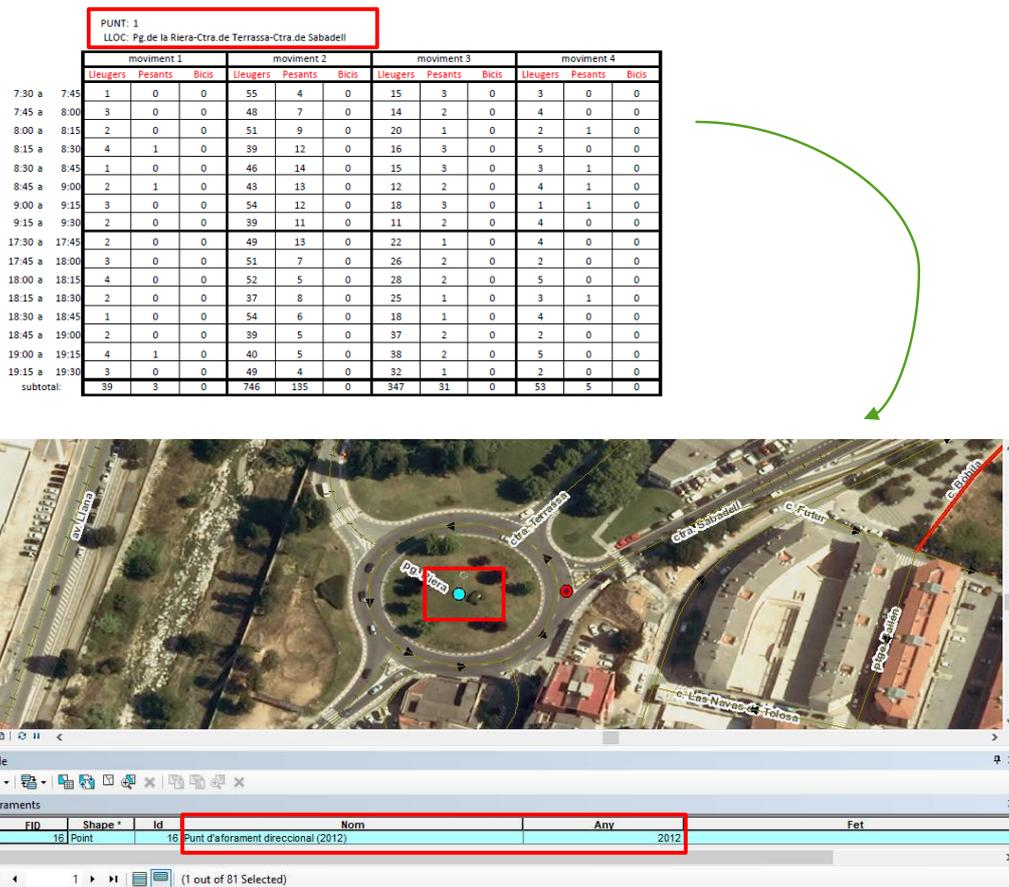 PUNT: 1
LLOC: Pg.de la Riera-Ctra.de Terrassa-Ctra.de Sabadell
moviment 1 moviment 2 moviment 3 moviment 4
Lleugers Pesants Bicis Lleugers Pesants Bicis Lleugers Pesants Bicis Lleugers Pesants Bicis
7:30 a 7:45 1 0 0 55 4 0 15 3 0 3 0 0
7:45 a 8:00 3 0 0 48 7 0 14 2 0 4 0 0
8:00 a 8:15 2 0 0 51 9 0 20 1 0 2 1 0
8:15 a 8:30 4 1 0 39 12 0 16 3 0 5 0 0
8:30 a 8:45 1 0 0 46 14 0 15 3 0 3 1 0
8:45 a 9:00 2 1 0 43 13 0 12 2 0 4 1 0
9:00 a 9:15 3 0 0 54 12 0 18 3 0 1 1 0
9:15 a 9:30 2 0 0 39 11 0 11 2 0 4 0 0
17:30 a 17:45 2 0 0 49 13 0 22 1 0 4 0 0
17:45 a 18:00 3 0 0 51 7 0 26 2 0 2 0 0
18:00 a 18:15 4 0 0 52 5 0 28 2 0 5 0 0
18:15 a 18:30 2 0 0 37 8 0 25 1 0 3 1 0
18:30 a 18:45 1 0 0 54 6 0 18 1 0 4 0 0
18:45 a 19:00 2 0 0 39 5 0 37 2 0 2 0 0
19:00 a 19:15 4 1 0 40 5 0 38 2 0 5 0 0
19:15 a 19:30 3 0 0 49 4 0 32 1 0 2 0 0
subtotal: 39 3 0 746 135 0 347 31 0 53 5 0
av. Llana
pg. Riera
ctra. Terrassa
ctra. Sabadell
c. Futur
c. Bòbila
c. Las Navas de Tolosa
le
raments
FID Shape * Id Nom Any Fet
16 Point 16 Punt d'aforament direccional (2012) 2012
1 (1 out of 81 Selected)